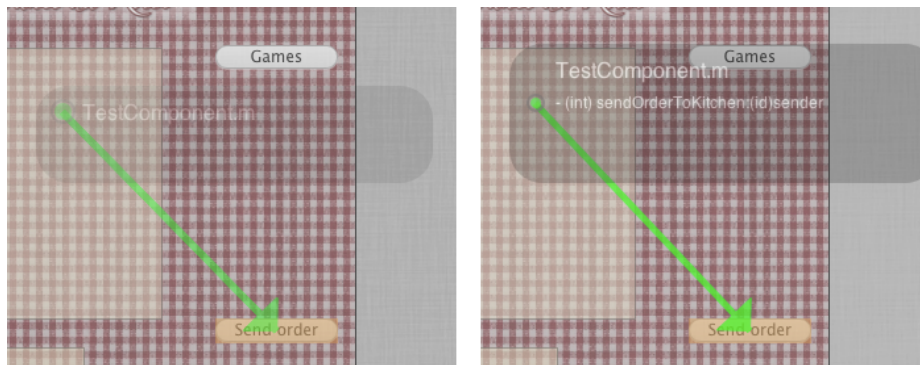 Games
TestComponent.m
Send order
Games
TestComponent.m
- (int) sendOrderToKitchen:(id)sender
Send order